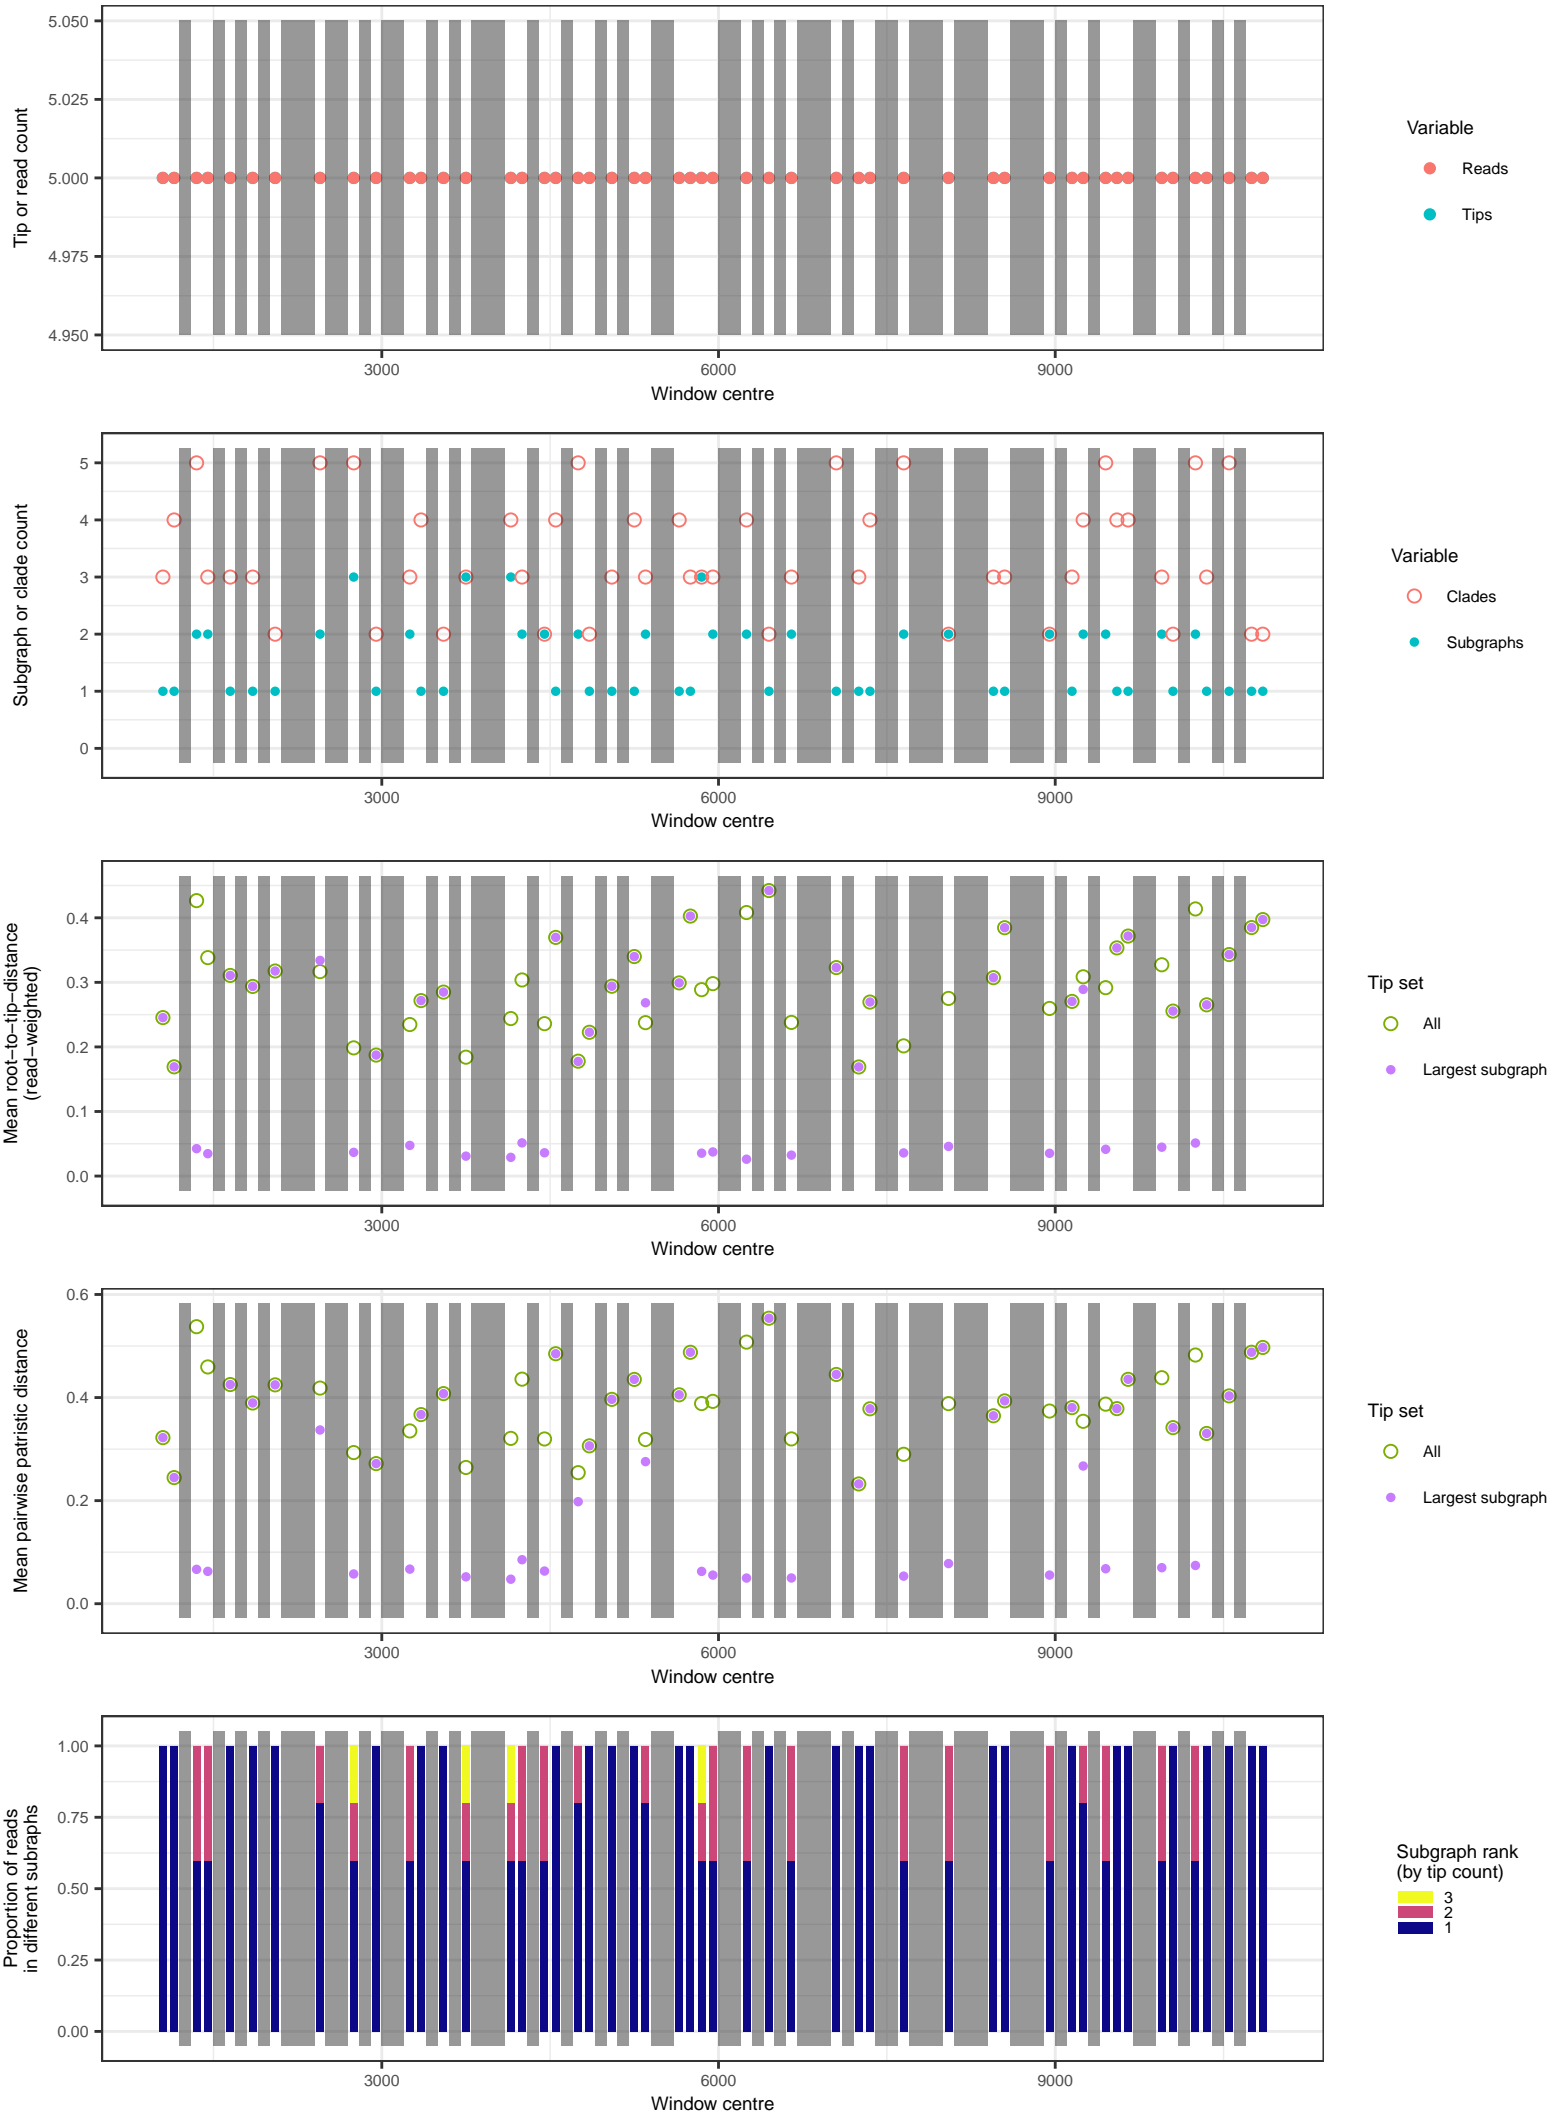 5.050
5.025
5.000
4.975
4.950
Tip or read count
3000
6000
9000
Window centre
Variable
Reads
Tips
5
4
3
2
1
0
Subgraph or clade count
3000
6000
9000
Window centre
Variable
Clades
Subgraphs
0.4
0.3
0.2
0.1
0.0
Mean root−to−tip−distance
(read−weighted)
3000
6000
9000
Window centre
Tip set
All
Largest subgraph
0.6
0.4
0.2
0.0
Mean pairwise patristic distance
3000
6000
9000
Window centre
Tip set
All
Largest subgraph
1.00
0.75
0.50
0.25
0.00
Proportion of reads
in different subraphs
3000
6000
9000
Window centre
Subgraph rank
(by tip count)
3
2
1